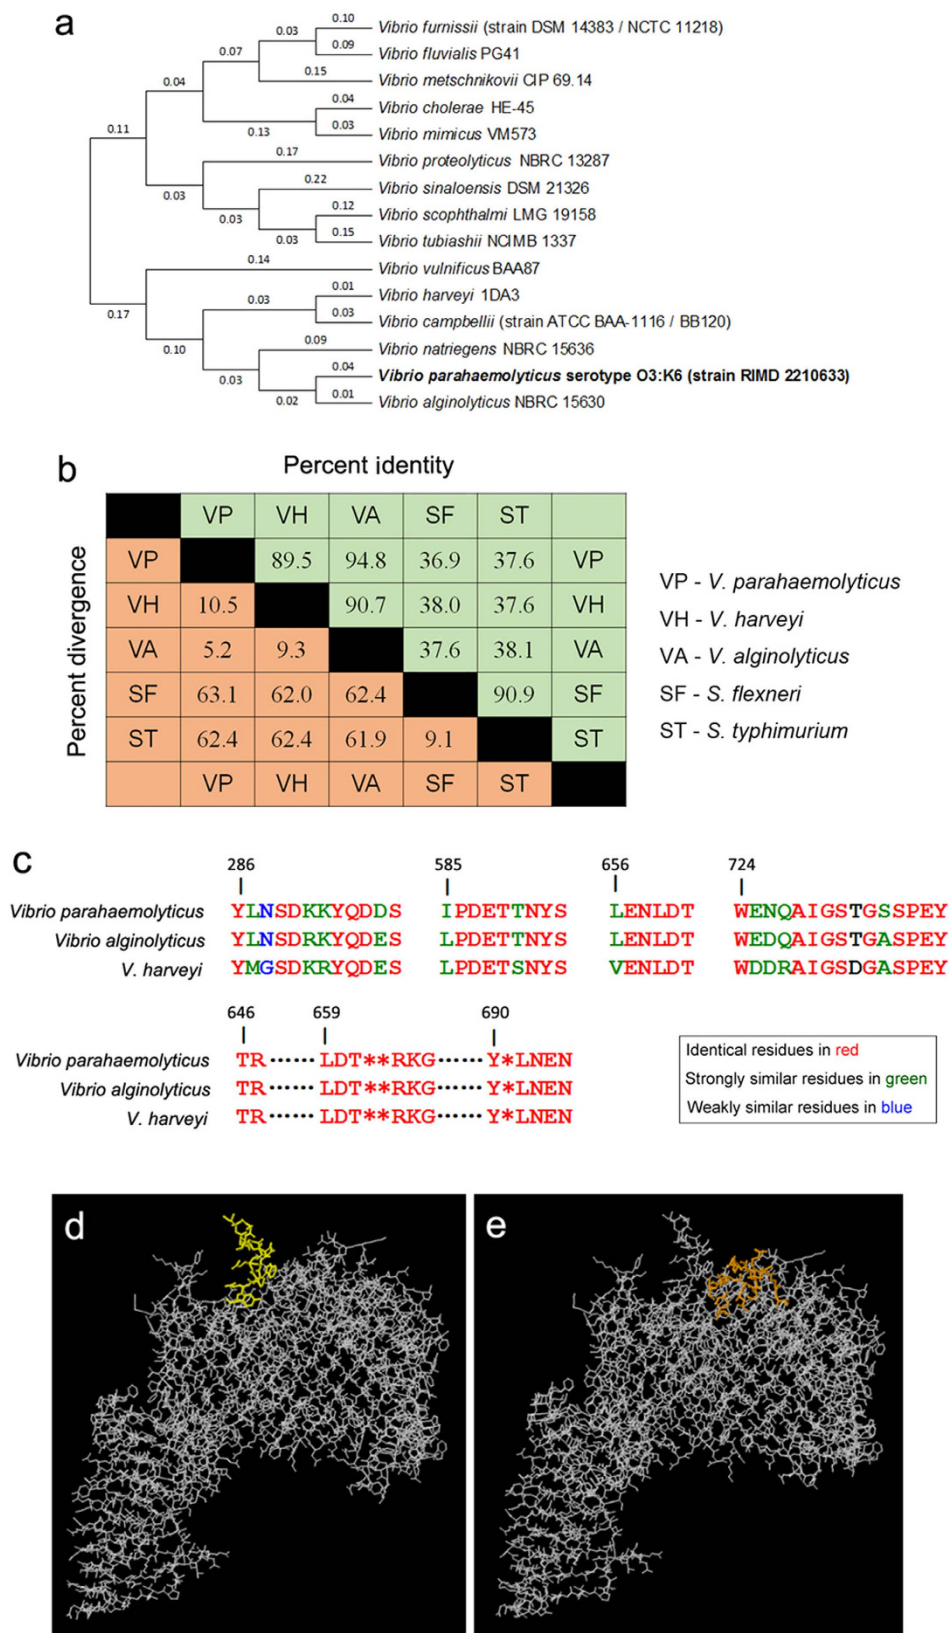 a
0.10
Vibrio furnissii (strain DSM 14383 / NCTC 11218)
0.03
0.09
Vibrio fluvialis PG41
0.07
0.15
Vibrio metschnikovii CIP 69.14
0.04
0.04
Vibrio cholerae HE-45
0.13
0.03
Vibrio mimicus VM573
0.11
0.17
Vibrio proteolyticus NBRC 13287
0.03
0.22
Vibrio sinaloensis DSM 21326
0.03
0.12
Vibrio scophthalmi LMG 19158
0.03
0.15
Vibrio tubiashii NCIMB 1337
0.14
Vibrio vulnificus BAA87
0.17
0.03
0.01
Vibrio harveyi 1DA3
0.03
Vibrio campbellii (strain ATCC BAA-1116 / BB120)
0.10
0.09
Vibrio natriegens NBRC 15636
0.03
0.04
Vibrio parahaemolyticus serotype O3:K6 (strain RIMD 2210633)
0.02
0.01
Vibrio alginolyticus NBRC 15630
b
Percent identity
Percent divergence
VP VH VA SF ST
VP 89.5 94.8 36.9 37.6 VP
VH 10.5 90.7 38.0 37.6 VH
VA 5.2 9.3 37.6 38.1 VA
SF 63.1 62.0 62.4 90.9 SF
ST 62.4 62.4 61.9 9.1 ST
VP VH VA SF ST
VP - V. parahaemolyticus
VH - V. harveyi
VA - V. alginolyticus
SF - S. flexneri
ST - S. typhimurium
c
286 585 656 724
Vibrio parahaemolyticus YLNSDKKYQDDS IPDETTNYS LENLDT WENQAIGSTGSSPEY
Vibrio alginolyticus YLNSDRKYQDES LPDETTNYS LENLDT WEDQAIGSTGASPEY
V. harveyi YMGSDKRYQDES LPDETSNYS VENLDT WDDRAIGSDGASPEY
646 659 690
Vibrio parahaemolyticus TR······LDT**RKG······Y*LNEN
Vibrio alginolyticus TR······LDT**RKG······Y*LNEN
V. harveyi TR······LDT**RKG······Y*LNEN
Identical residues in red
Strongly similar residues in green
Weakly similar residues in blue
d
e